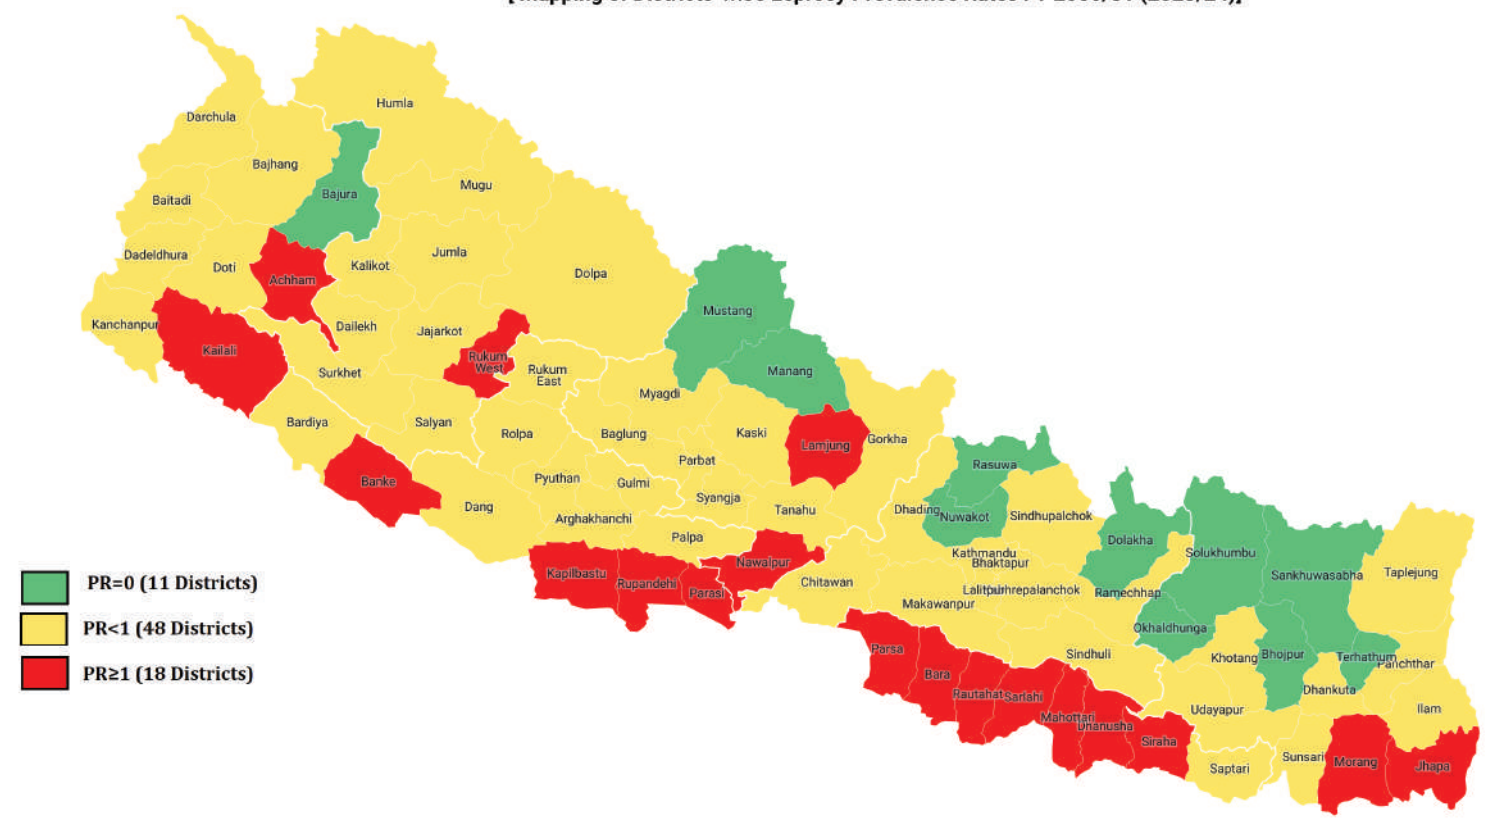 Humla
Darchula
Bajhang
Mugu
Bajura
Baitadi
Jumla
Dadeldhura
Doti
Kalikot
Dolpa
Achham
Mustang
Kanchanpur
Dailekh
Jajarkot
Kailali
Rukum
West
Surkhet
Rukum
East
Manang
Myagdi
Bardiya
Salyan
Rolpa
Baglung
Kaski
Lamjung
Gorkha
Parbat
Rasuwa
Banke
Pyuthan
Gulmi
Syangja
Dang
Arghakhanchi
Tanahu
Dhading
Nuwakot
Sindhupalchok
Palpa
Dolakha
Kathmandu
Bhaktapur
Solukhumbu
Nawalpur
Kapilbastu
Rupandehi
Parasi
Chitawan
Sankhuwasabha
Taplejung
Lalitpur
Ramechhap
Makawanpur
Okhaldhunga
Parsa
Sindhuli
Khotang
Bhojpur
Terhathum
Panchthar
Bara
Rautahat
Sarlahi
Dhankuta
Mahottari
Dhanusha
Udayapur
Ilam
Siraha
Saptari
Sunsari
Morang
Jhapa
PR=0 (11 Districts)
PR<1 (48 Districts)
PR≥1 (18 Districts)